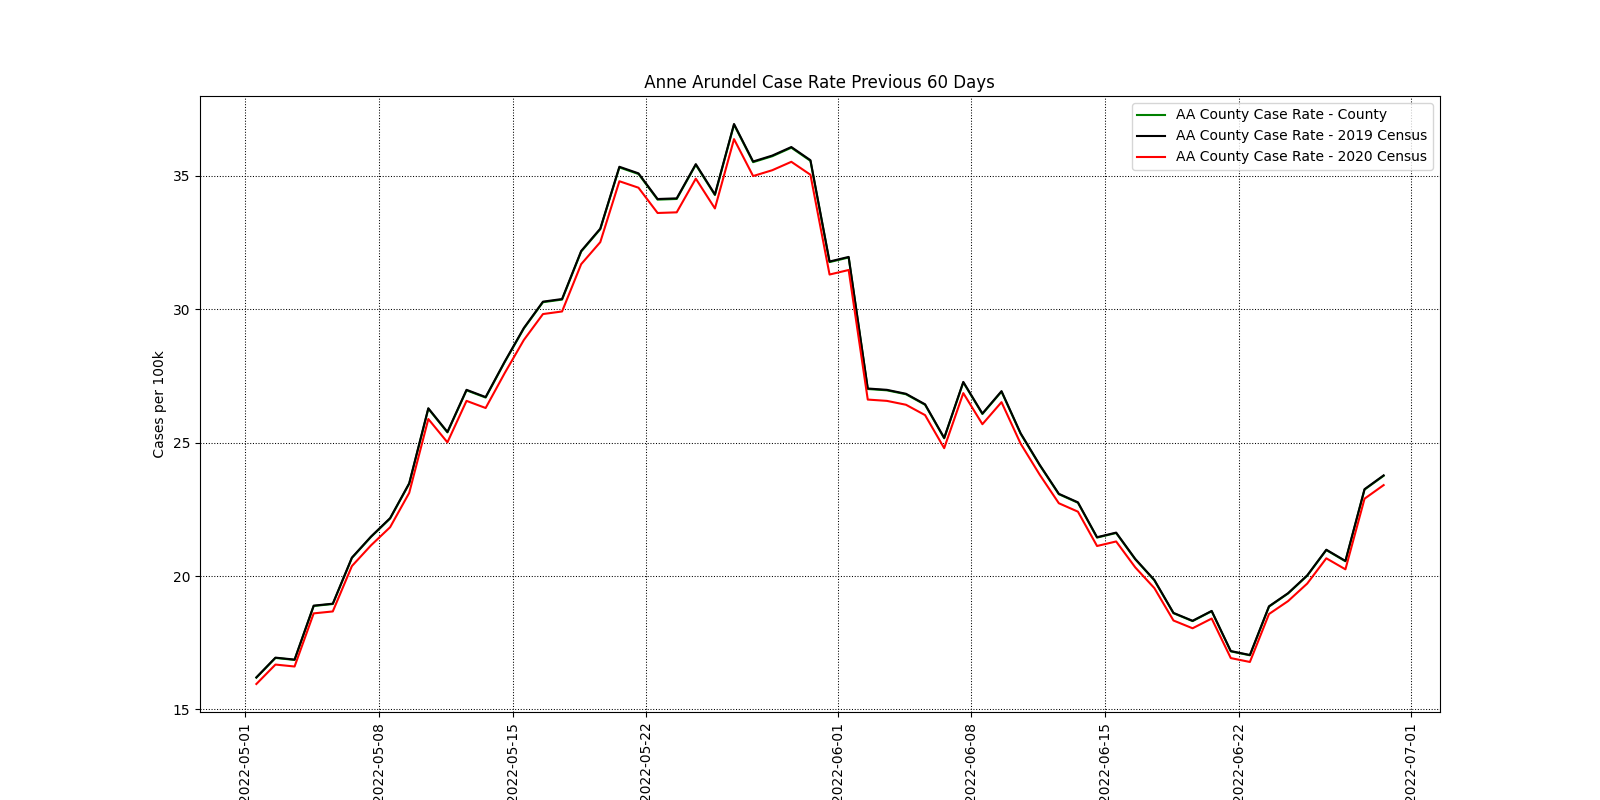 Anne Arundel Case Rate Previous 60 Days
AA County Case Rate - County
AA County Case Rate - 2019 Census
AA County Case Rate - 2020 Census
Cases per 100k
35
30
25
20
15
2022-05-01
2022-05-08
2022-05-15
2022-05-22
2022-06-01
2022-06-08
2022-06-15
2022-06-22
2022-07-01